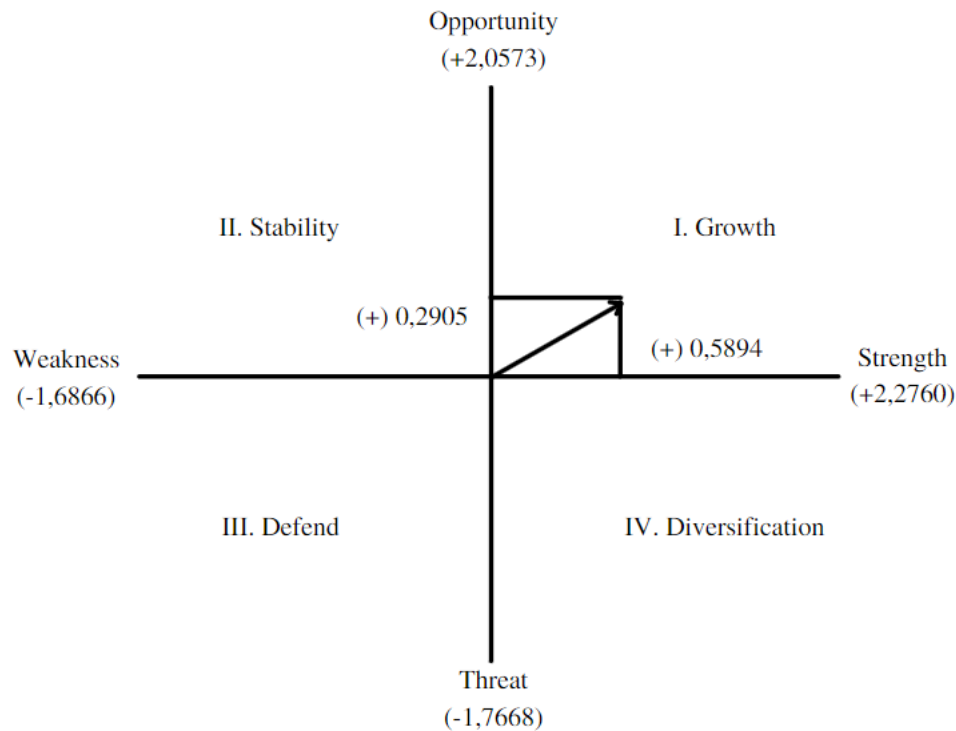 Opportunity
(+2,0573)
II. Stability
I. Growth
(+) 0,2905
(+) 0,5894
Weakness
(-1,6866)
Strength
(+2,2760)
III. Defend
IV. Diversification
Threat
(-1,7668)